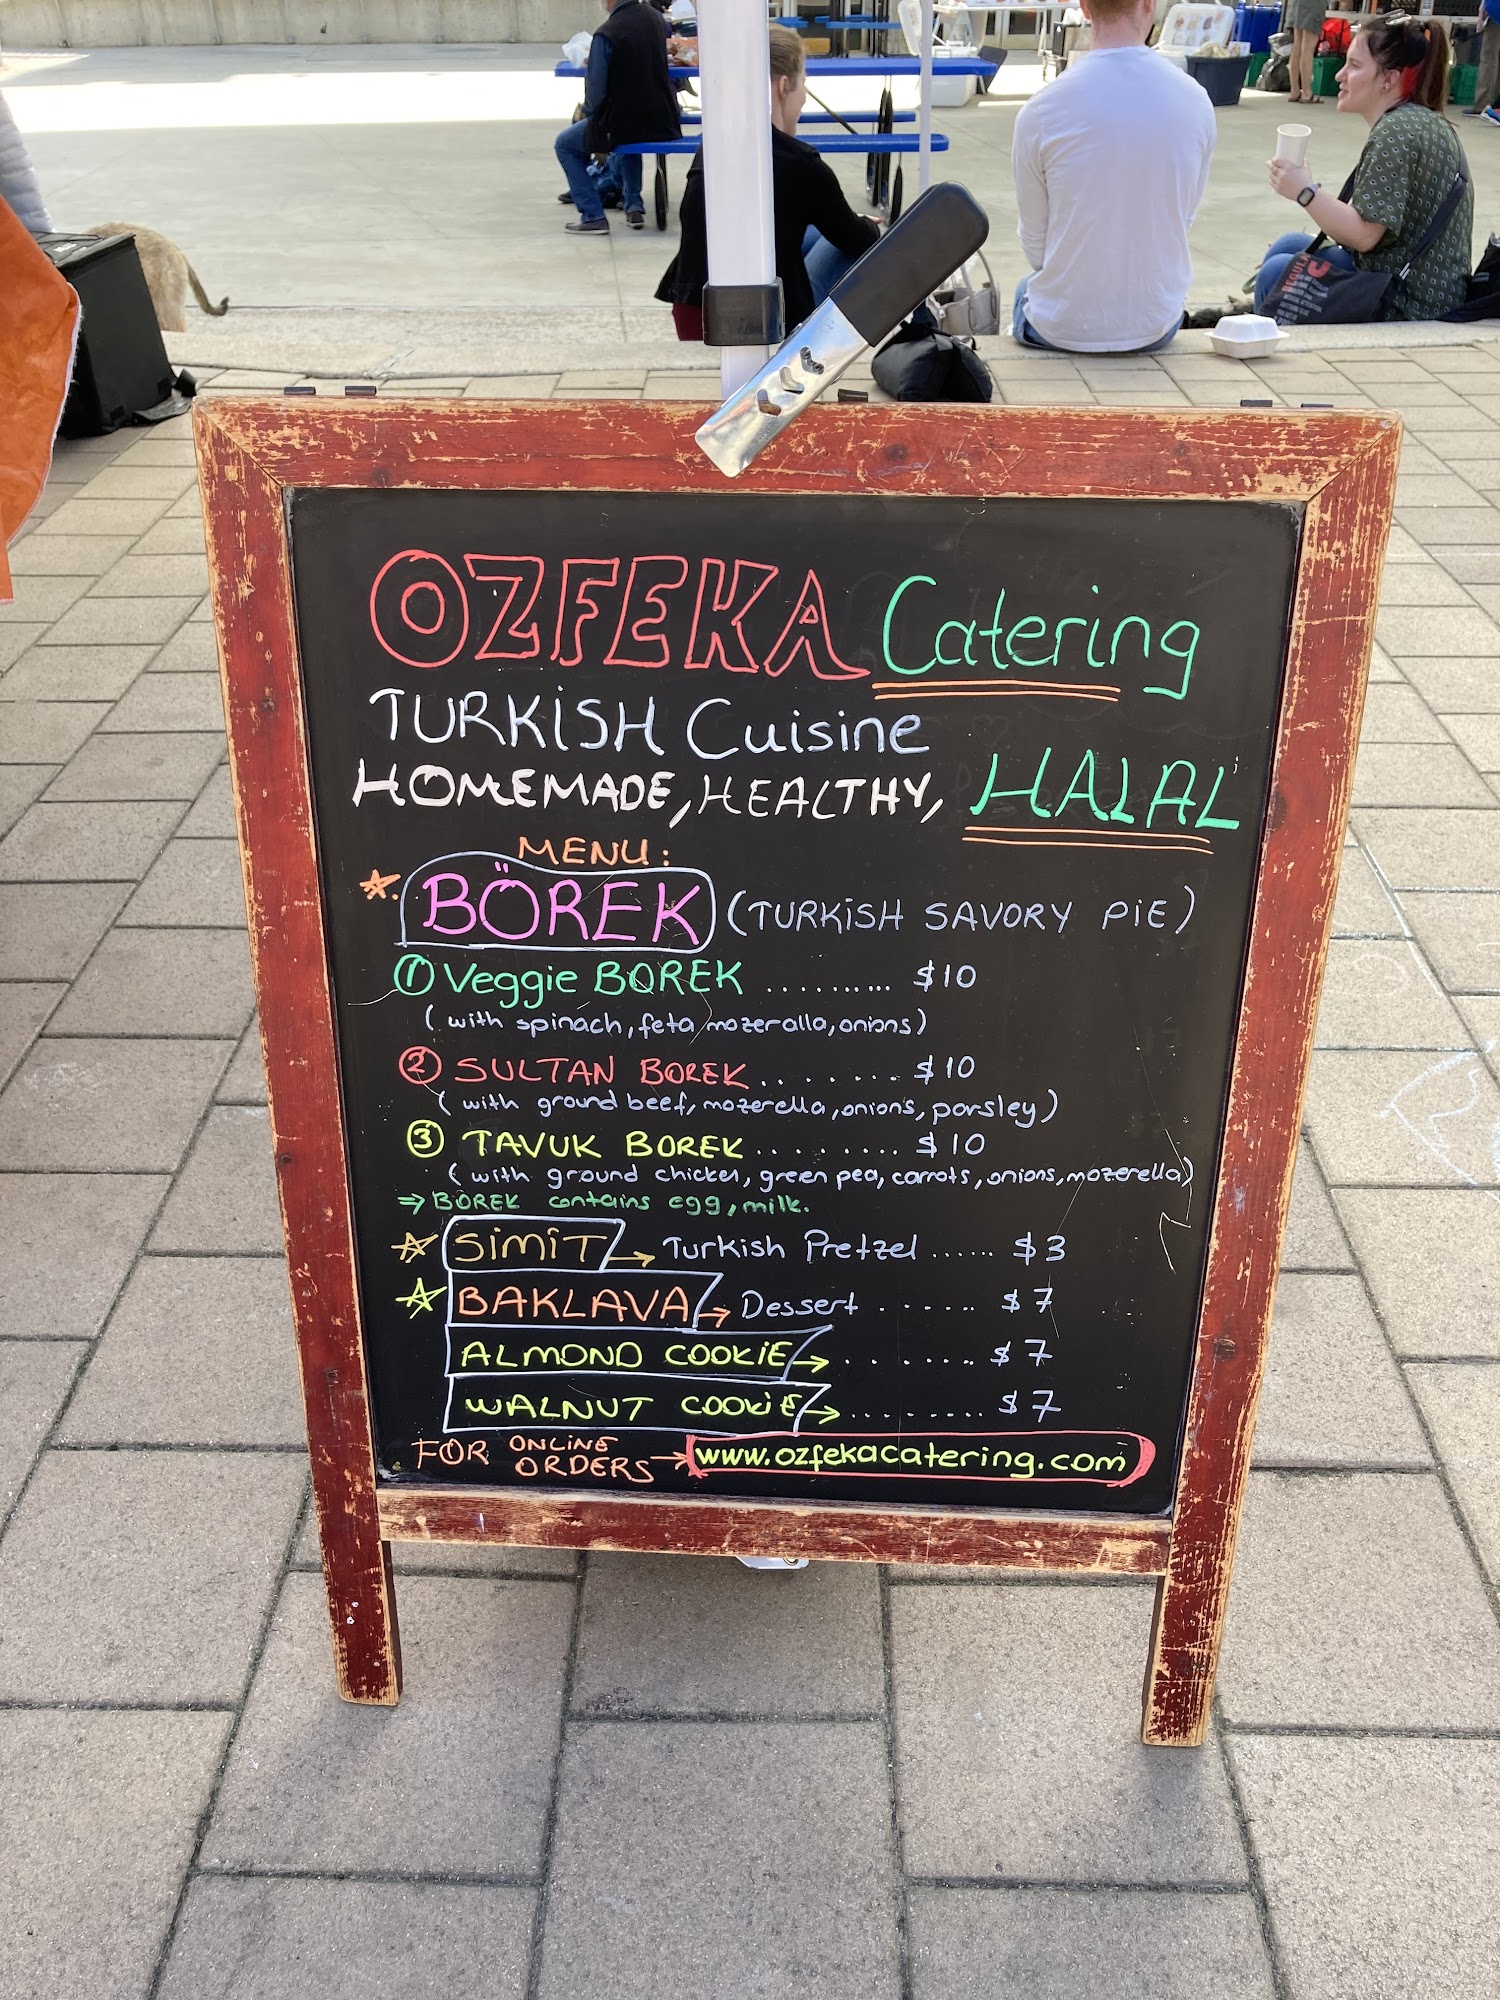 OZFEKA Catering
TURKiSH Cuisine
HOMEMADE, HEALTHY, HALAL
MENU:
BÖREK (TURKiSH SAVORY PiE)
① Veggie BOREK .......... $10
(with spinach, feta, mozeralla, onions)
② SULTAN BOREK ........ $10
(with ground beef, mozerella, onions, parsley)
③ TAVUK BOREK ......... $10
(with ground chicken, green pea, carrots, onions, mozerella)
⇒ BOREK contains egg, milk.
SiMiT → Turkish Pretzel ...... $3
BAKLAVA → Dessert ...... $7
ALMOND COOKiE → ....... $7
WALNUT COOKiE → ........ $7
FOR ONLiNE ORDERS → www.ozfekacatering.com